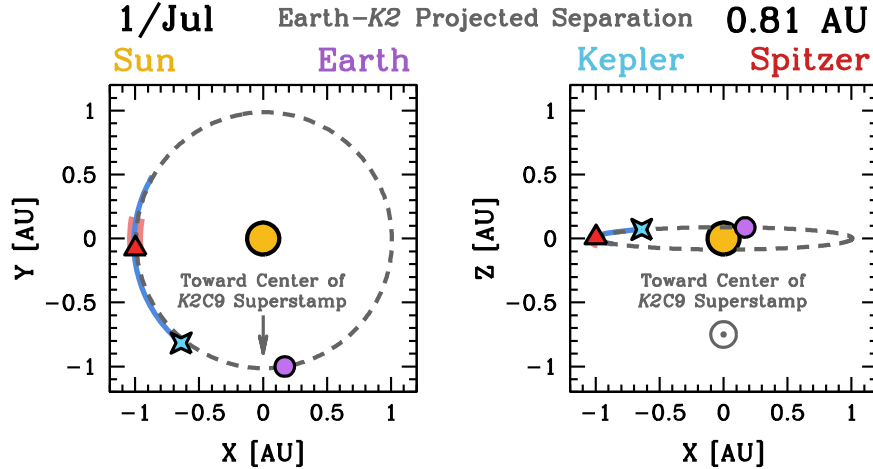 1/Jul Earth–K2 Projected Separation 0.81 AU
Sun Earth Kepler Spitzer
1
0.5
0
−0.5
−1
Y [AU]
Toward Center of
K2C9 Superstamp
−1 −0.5 0 0.5 1
X [AU]
1
0.5
0
−0.5
−1
Z [AU]
Toward Center of
K2C9 Superstamp
−1 −0.5 0 0.5 1
X [AU]